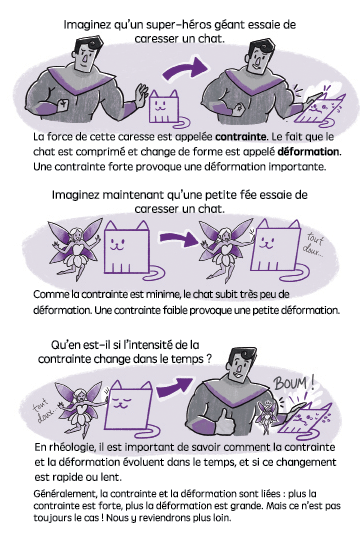 Imaginez qu'un super-héros géant essaie de
caresser un chat.
La force de cette caresse est appelée contrainte. Le fait que le
chat est comprimé et change de forme est appelé déformation.
Une contrainte forte provoque une déformation importante.
Imaginez maintenant qu'une petite fée essaie de
caresser un chat.
tout
doux...
Comme la contrainte est minime, le chat subit très peu de
déformation. Une contrainte faible provoque une petite déformation.
Qu'en est-il si l'intensité de la
contrainte change dans le temps ?
BOUM !
tout
doux...
En rhéologie, il est important de savoir comment la contrainte
et la déformation évoluent dans le temps, et si ce changement
est rapide ou lent.
Généralement, la contrainte et la déformation sont liées : plus la
contrainte est forte, plus la déformation est grande. Mais ce n'est pas
toujours le cas ! Nous y reviendrons plus loin.